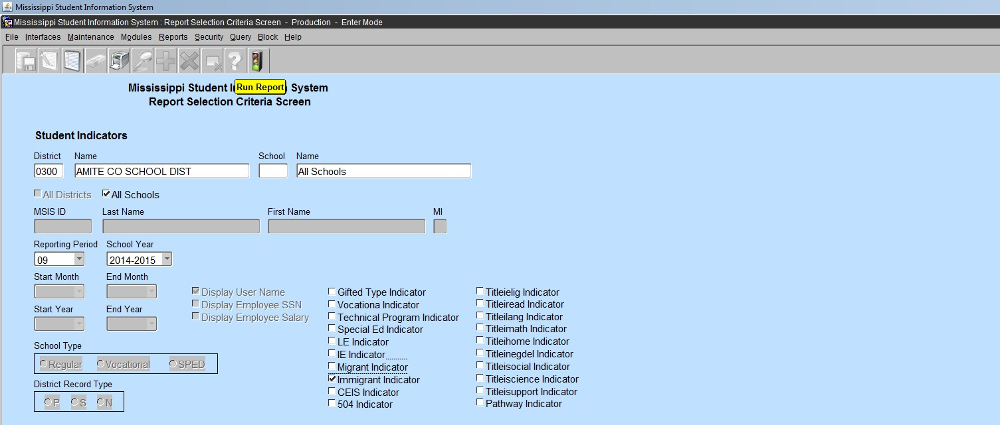 Mississippi Student Information System
Mississippi Student Information System : Report Selection Criteria Screen - Production - Enter Mode
File Interfaces Maintenance Modules Reports Security Query Block Help
Mississippi Student I Run Report System
Report Selection Criteria Screen
Student Indicators
District Name School Name
0300 AMITE CO SCHOOL DIST All Schools
All Districts All Schools
MSIS ID Last Name First Name MI
Reporting Period School Year
09 2014-2015
Start Month End Month
Start Year End Year
Display User Name
Display Employee SSN
Display Employee Salary
School Type
Regular Vocational SPED
District Record Type
P S N
Gifted Type Indicator
Vocationa Indicator
Technical Program Indicator
Special Ed Indicator
LE Indicator
IE Indicator
Migrant Indicator
Immigrant Indicator
CEIS Indicator
504 Indicator
Titleielig Indicator
Titleiread Indicator
Titleilang Indicator
Titleimath Indicator
Titleihome Indicator
Titleinegdel Indicator
Titleisocial Indicator
Titleiscience Indicator
Titleisupport Indicator
Pathway Indicator